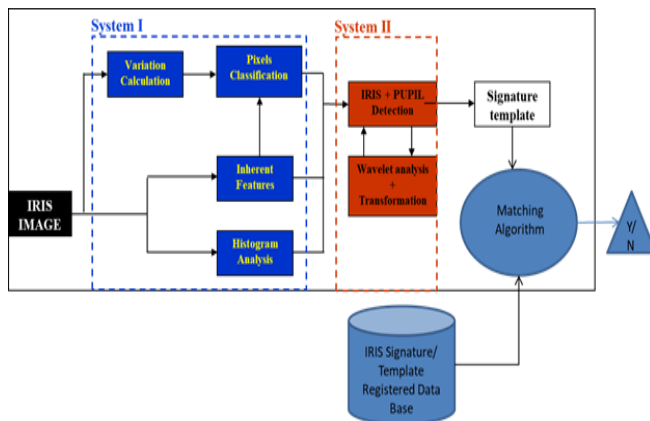 System I
System II
Variation
Calculation
Pixels
Classification
IRIS + PUPIL
Detection
Signature
template
Inherent
Features
Wavelet analysis
+
Transformation
IRIS
IMAGE
Matching
Algorithm
Y/
N
Histogram
Analysis
IRIS Signature/
Template
Registered Data
Base